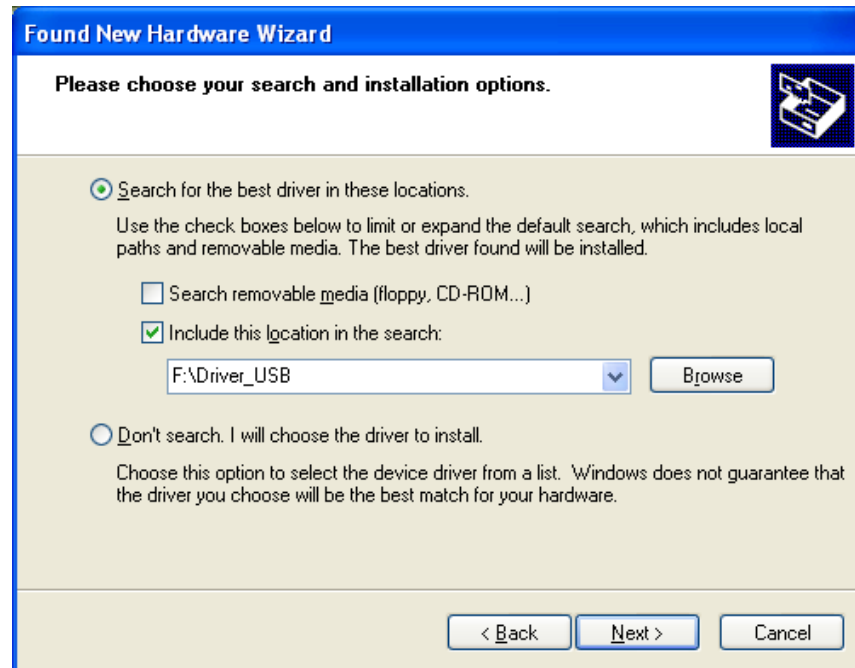 Found New Hardware Wizard
Please choose your search and installation options.
Search for the best driver in these locations.
Use the check boxes below to limit or expand the default search, which includes local
paths and removable media. The best driver found will be installed.
Search removable media (floppy, CD-ROM...)
Include this location in the search:
F:\Driver_USB
Browse
Don't search. I will choose the driver to install.
Choose this option to select the device driver from a list. Windows does not guarantee that
the driver you choose will be the best match for your hardware.
< Back
Next >
Cancel